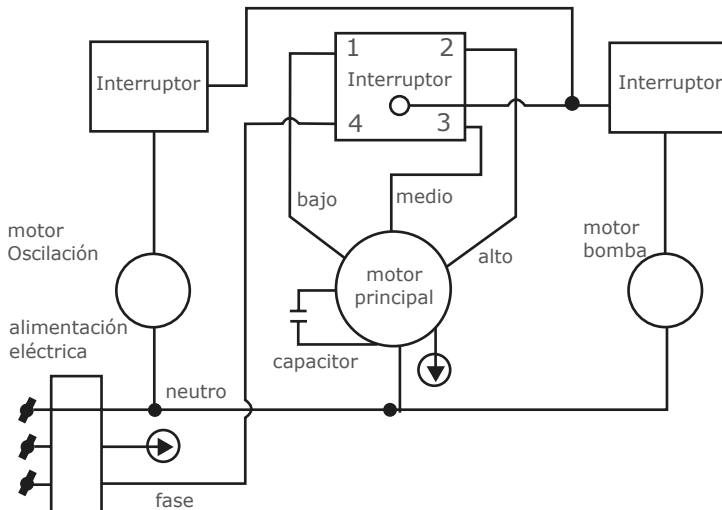 Interruptor
1
2
Interruptor
4
3
Interruptor
bajo
medio
alto
motor
Oscilación
motor
principal
motor
bomba
alimentación
eléctrica
capacitor
neutro
fase